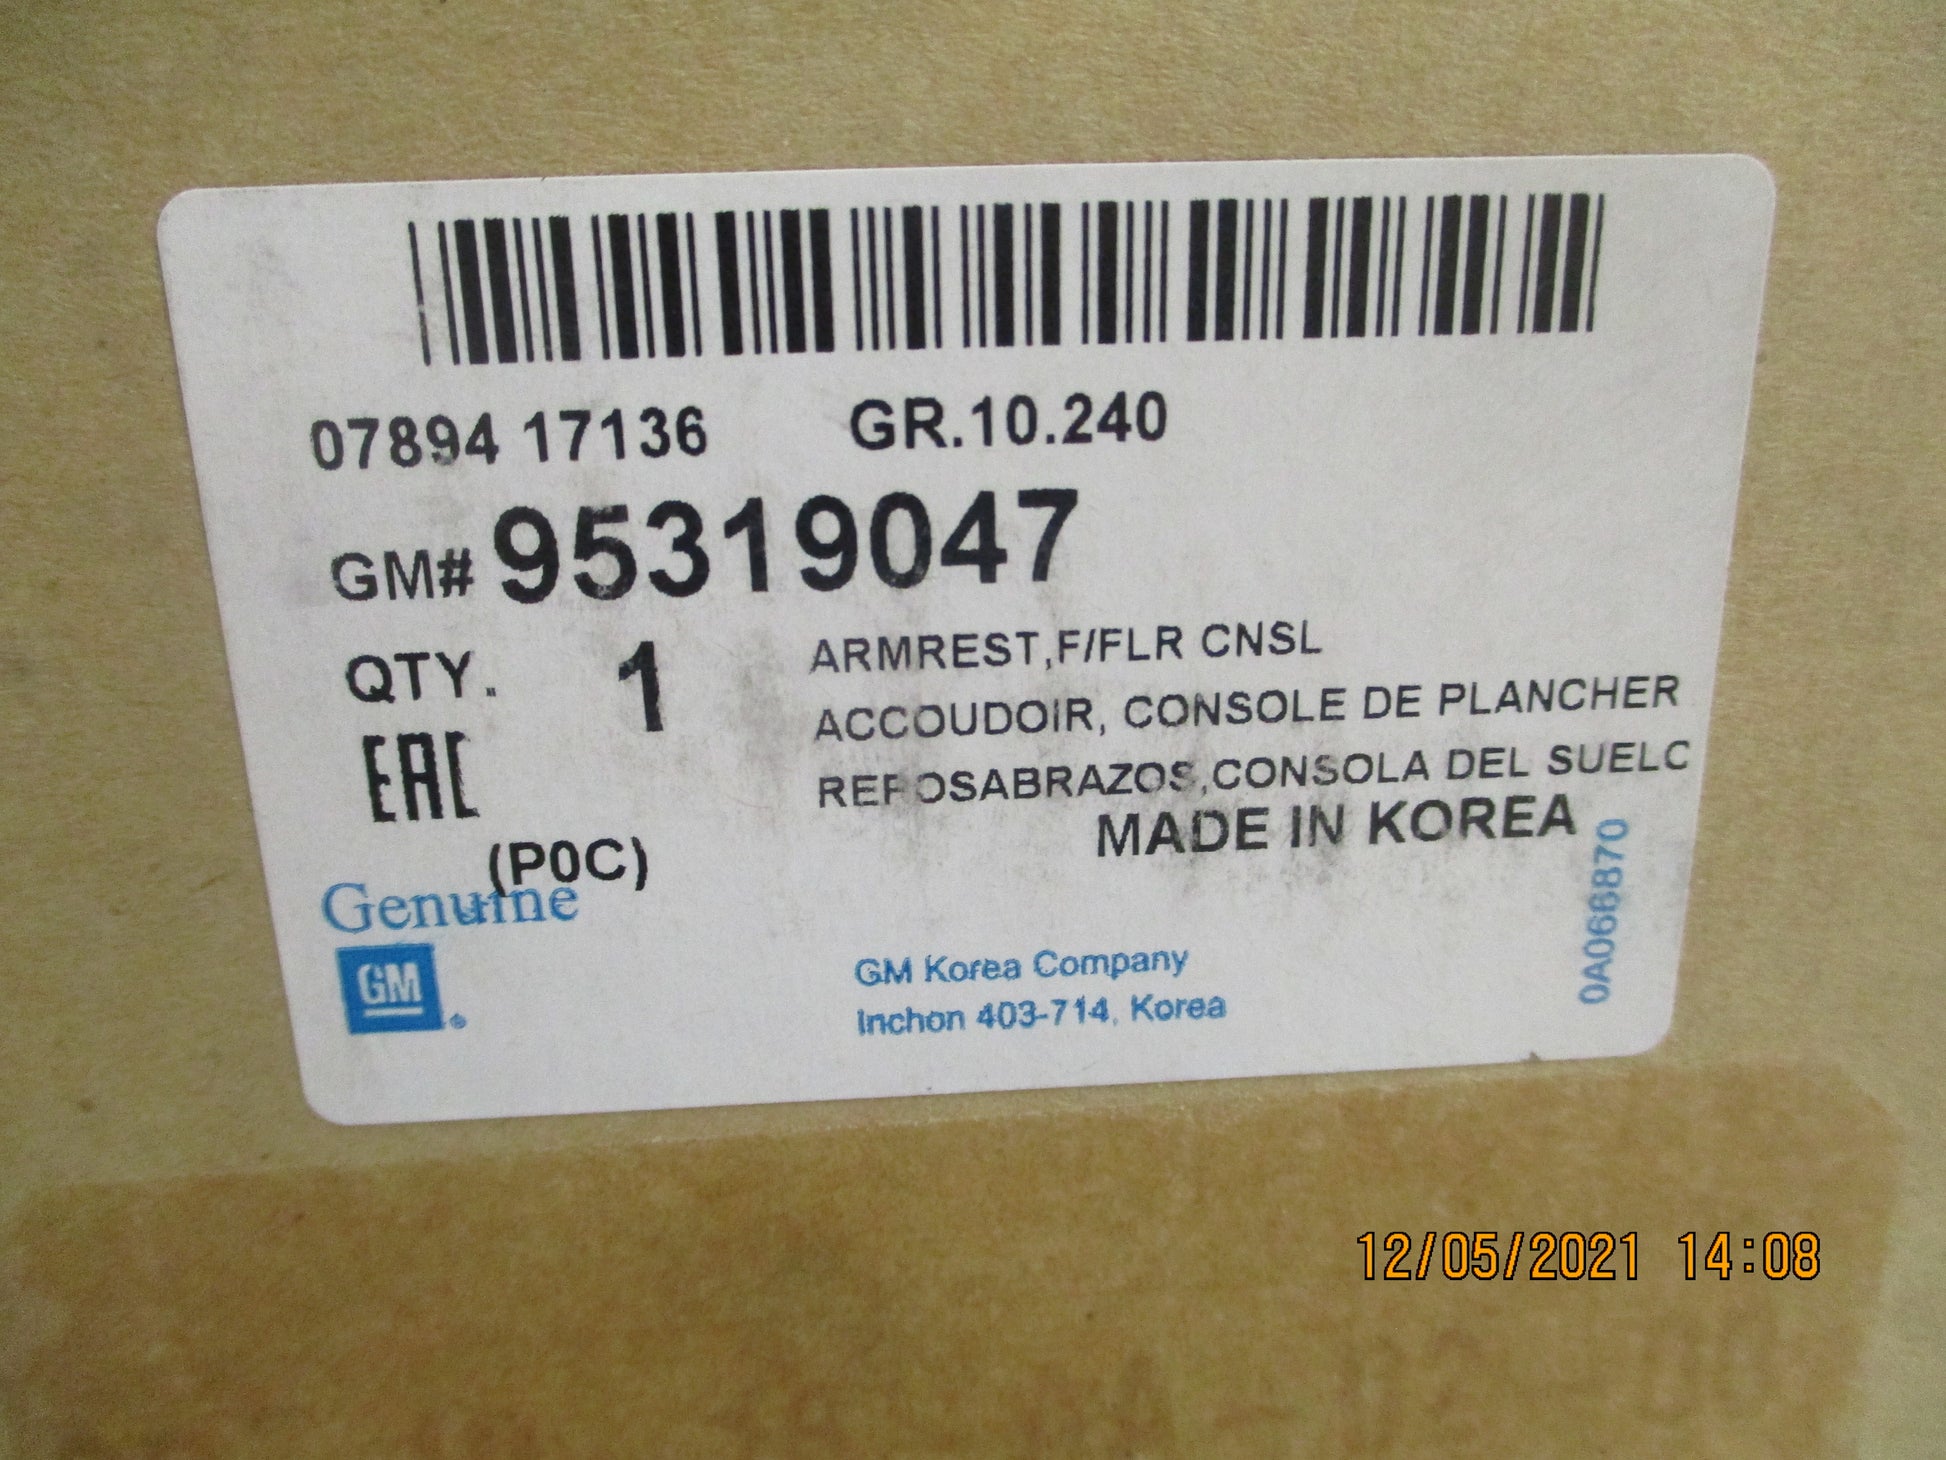 07894 17136 GR.10.240
GM# 95319047
QTY. 1
ARMREST,F/FLR CNSL
ACCOUDOIR, CONSOLE DE PLANCHER
REPOSABRAZOS,CONSOLA DEL SUELO
MADE IN KOREA
EAC
(P0C)
Genuine
GM
GM Korea Company
Inchon 403-714, Korea
0A066870
12/05/2021 14:08